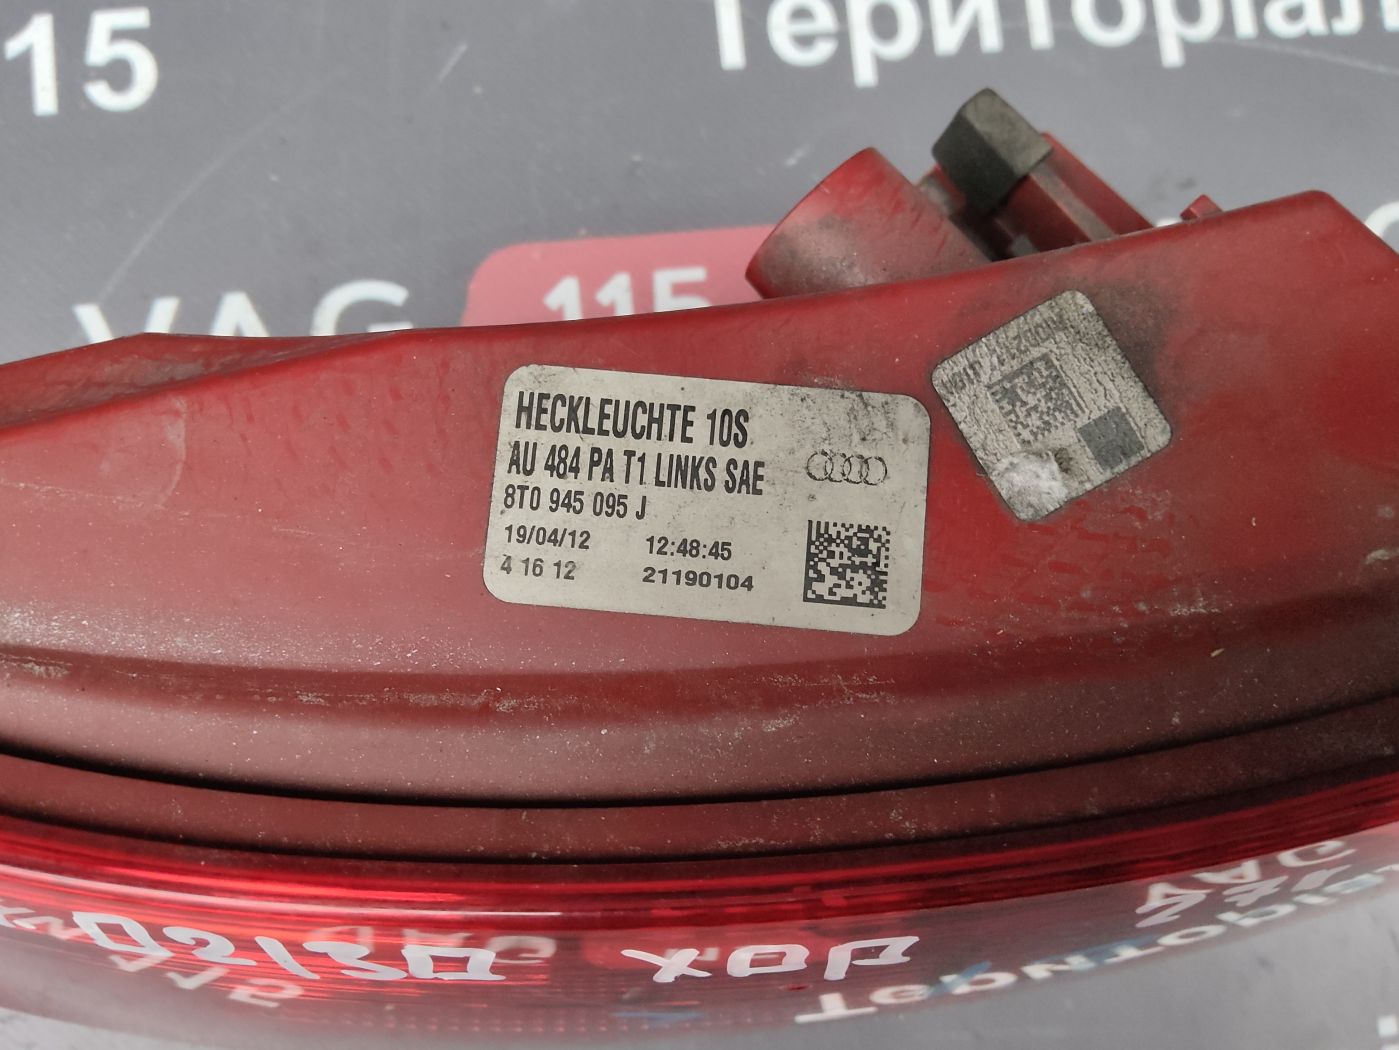 15
Територіал
VAG
115
HECKLEUCHTE 10S
AU 484 PA T1 LINKS SAE
8T0 945 095 J
19/04/12 12:48:45
4 16 12 21190104
хор